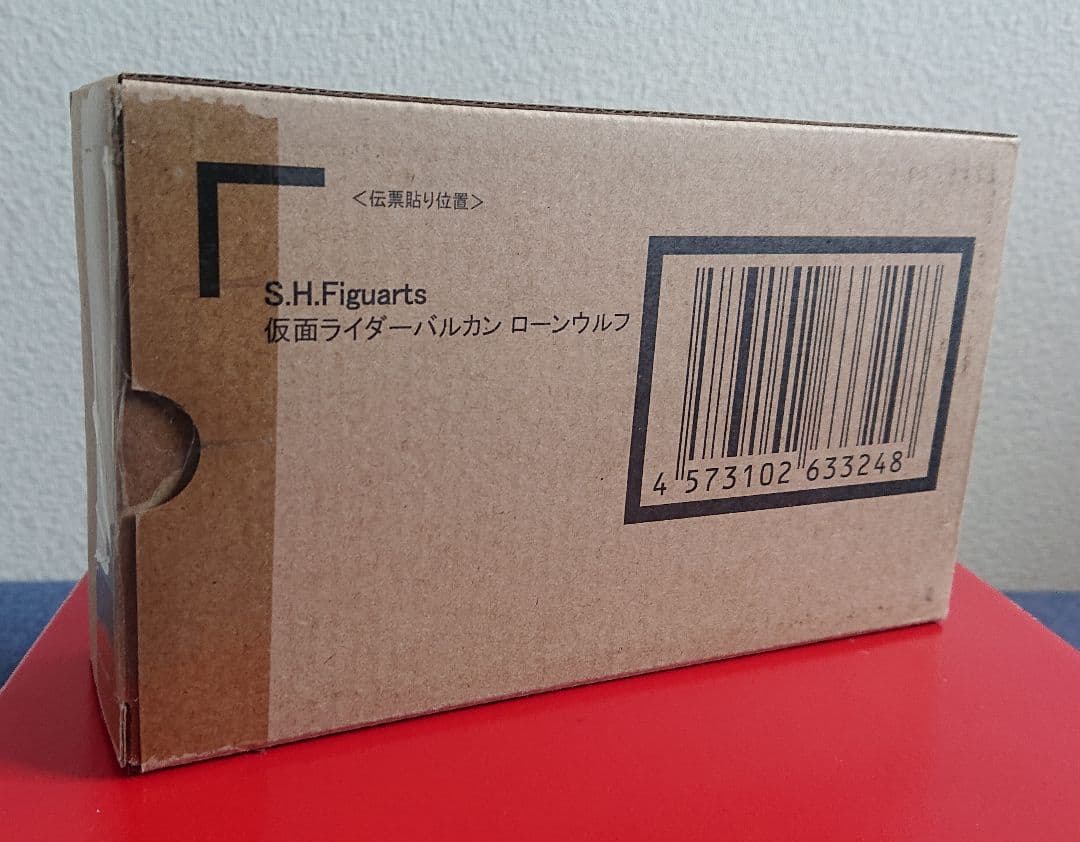 ＜伝票貼り位置＞
S.H.Figuarts
仮面ライダーバルカン ローンウルフ
4 573102 633248